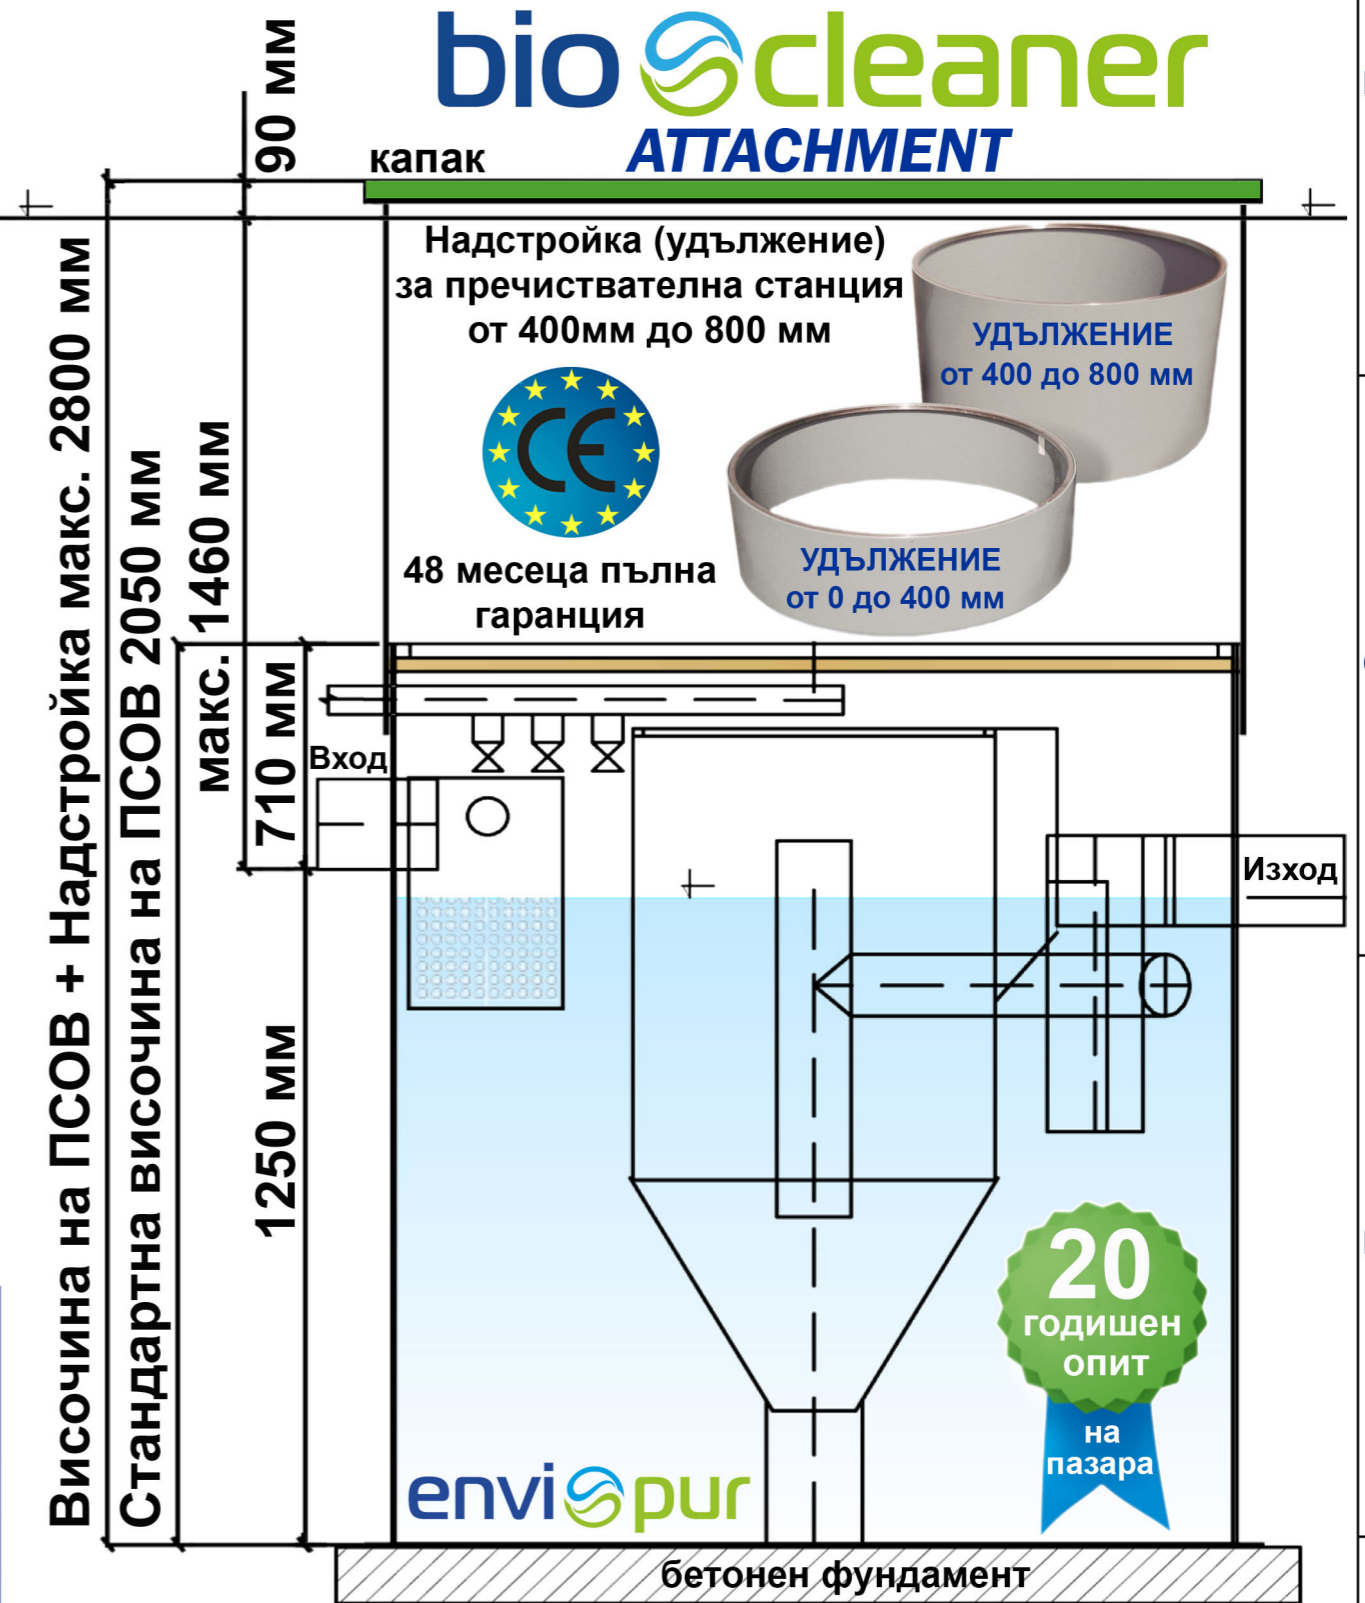 bio cleaner
ATTACHMENT
90 мм
капак
Надстройка (удължение)
за пречиствателна станция
от 400мм до 800 мм
УДЪЛЖЕНИЕ
от 400 до 800 мм
CE
УДЪЛЖЕНИЕ
от 0 до 400 мм
48 месеца пълна
гаранция
Височина на ПСОВ + Надстройка макс. 2800 мм
Стандартна височина на ПСОВ 2050 мм
макс. 1460 мм
710 мм
1250 мм
Вход
Изход
20
годишен
опит
на
пазара
envi pur
бетонен фундамент